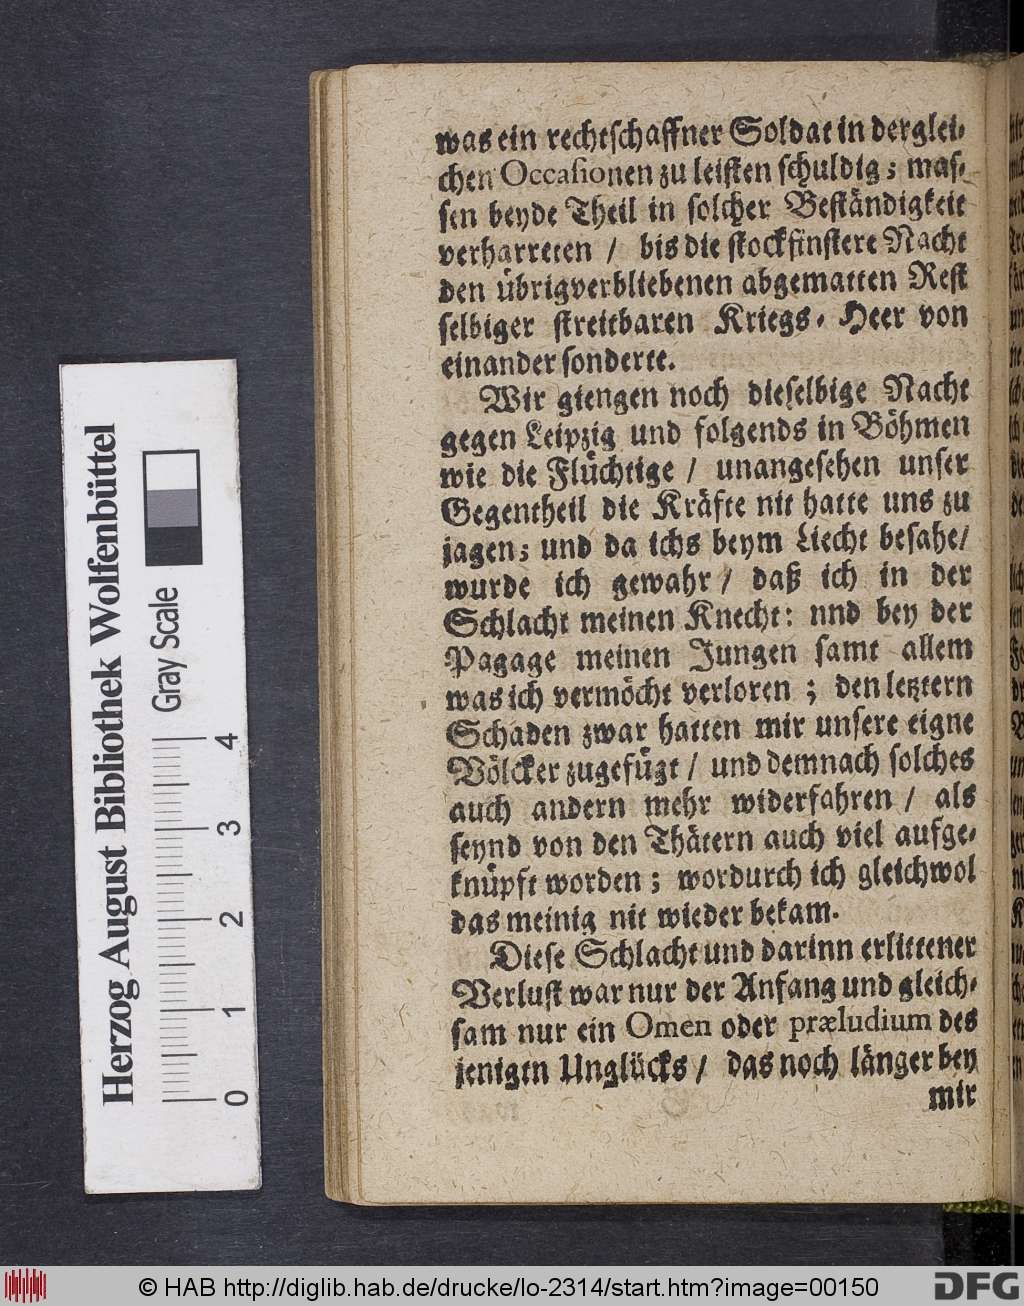 was ein rechtschaffner Soldat in derglei-
chen Occasionen zu leisten schuldig; mas-
sen beyde Theil in solcher Beständigkeit
verharreten / bis die stockfinstere Nacht
den übrigverbliebenen abgematten Rest
selbiger streitbaren Kriegs-Heer von
einander sonderte.
Wir giengen noch dieselbige Nacht
gegen Leipzig und folgends in Böhmen
wie die Flüchtige / unangesehen unser
Gegentheil die Kräfte nit hatte uns zu
jagen; und da ichs beym Liecht besahe/
wurde ich gewahr / daß ich in der
Schlacht meinen Knecht: nnd bey der
Pagage meinen Jungen samt allem
was ich vermöcht verloren ; den letztern
Schaden zwar hatten mir unsere eigne
Völcker zugefüzt / und demnach solches
auch andern mehr widerfahren / als
seynd von den Thätern auch viel aufge-
knüpft worden ; wordurch ich gleichwol
das meinig nit wieder bekam.
Diese Schlacht und darinn erlittener
Verlust war nur der Anfang und gleich-
sam nur ein Omen oder præludium des
jenigen Unglücks / das noch länger bey
mir
Herzog August Bibliothek Wolfenbüttel
Gray Scale
0 1 2 3 4
© HAB http://diglib.hab.de/drucke/lo-2314/start.htm?image=00150
DFG